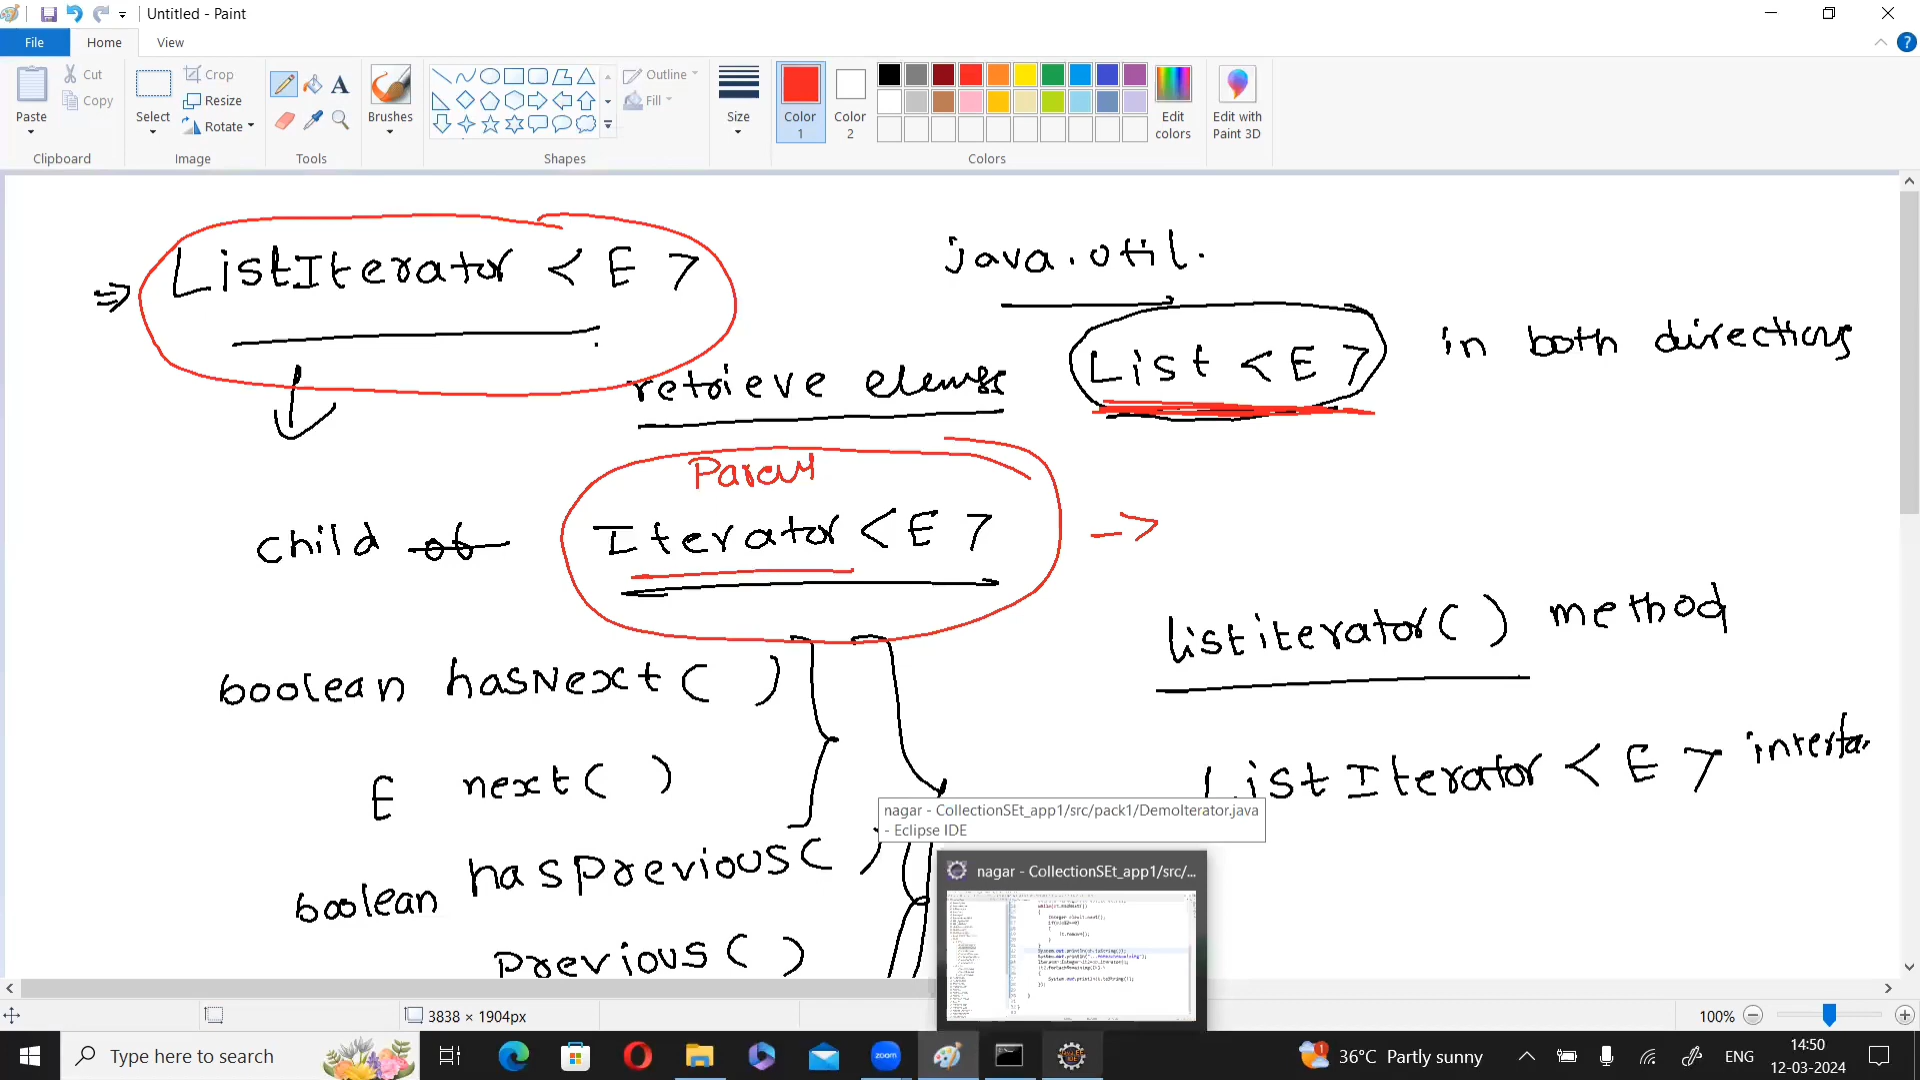 Untitled - Paint
File
Home
View
Paste
Cut
Copy
Clipboard
Select
Crop
Resize
Rotate
Image
Tools
Brushes
Shapes
Outline
Fill
Size
Color 1
Color 2
Edit colors
Edit with Paint 3D
Colors
⇒ ListIterator < E >
java.util.
retrieve
List < E >
in both directions
Parent
child of
Iterator < E >
->
listiterator( ) method
boolean hasNext( )
ListIterator < E > interfa
E next( )
boolean hasprevious( )
previous( )
nagar - CollectionSEt_app1/src/pack1/DemoIterator.java
- Eclipse IDE
nagar - CollectionSEt_app1/src/...
3838 × 1904px
100%
Type here to search
zoom
36°C Partly sunny
ENG
14:50
12-03-2024